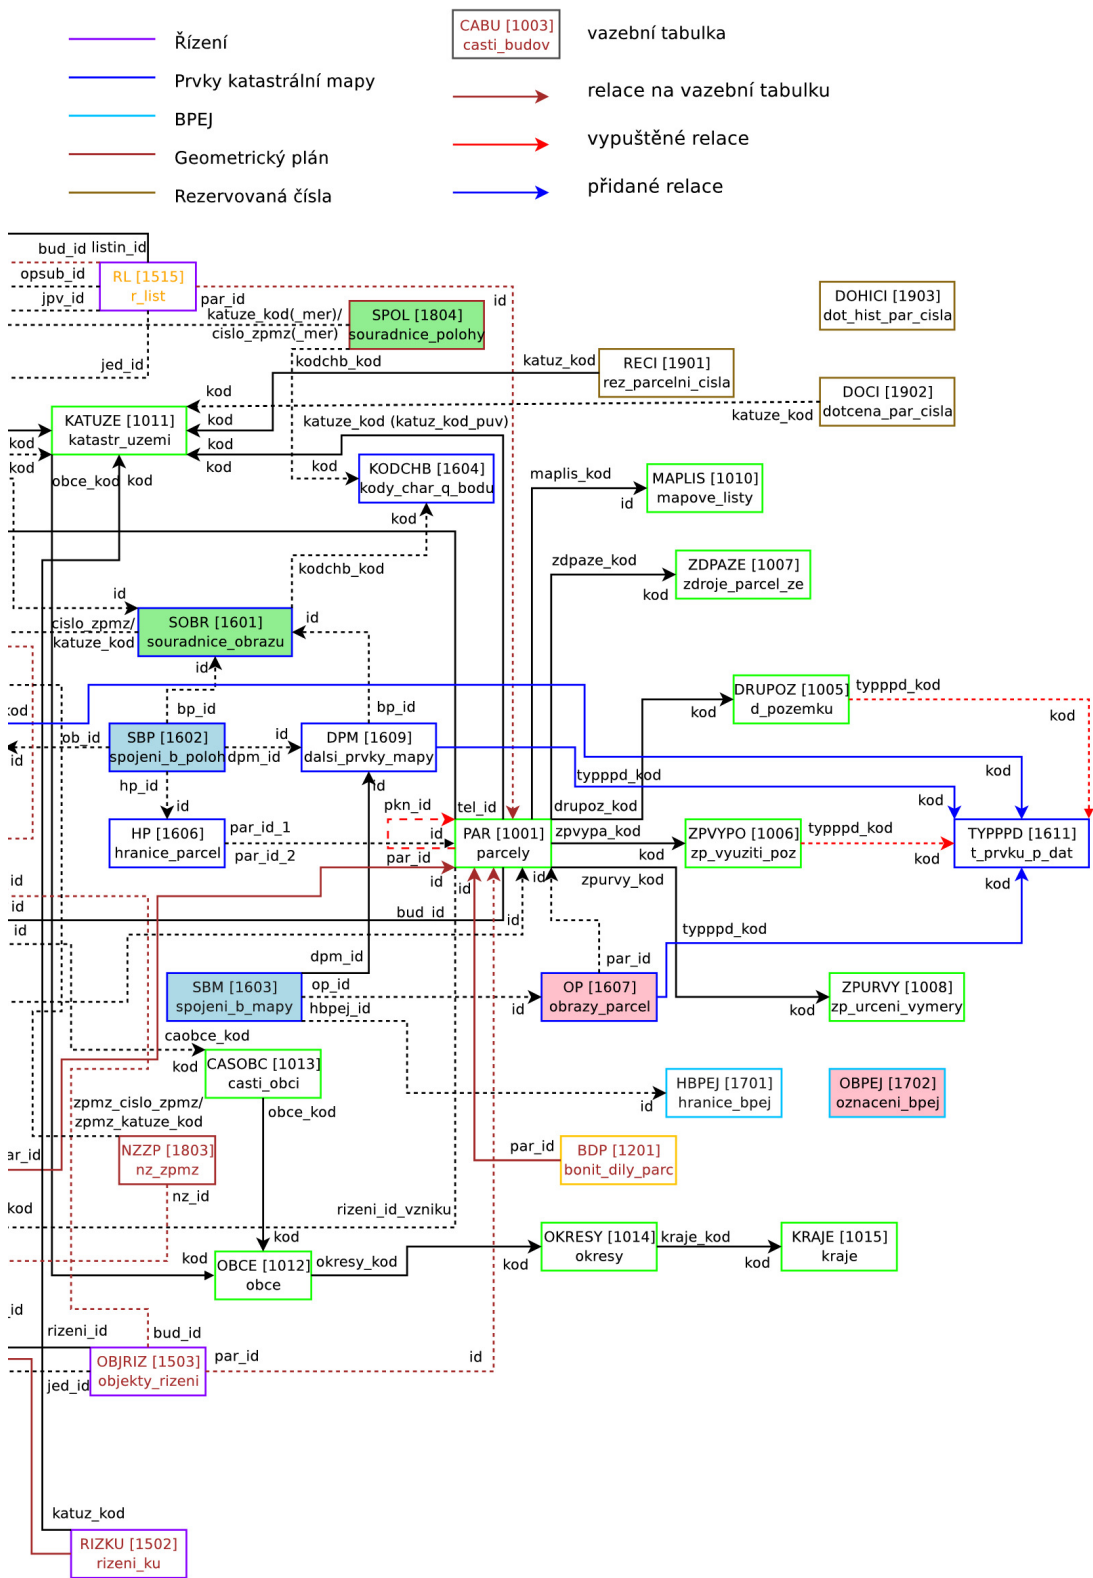 CABU [1003]
casti_budov
vazební tabulka
Řízení
Prvky katastrální mapy
relace na vazební tabulku
BPEJ
vypuštěné relace
Geometrický plán
přidané relace
Rezervovaná čísla
bud_id
listin_id
opsub_id
RL [1515]
r_list
jpv_id
par_id
id
jed_id
katuze_kod(_mer)/
cislo_zpmz(_mer)
SPOL [1804]
souradnice_polohy
kodchb_kod
DOHICI [1903]
dot_hist_par_cisla
katuz_kod
RECI [1901]
rez_parcelni_cisla
DOCI [1902]
dotcena_par_cisla
katuze_kod
kod
kod
kod
KATUZE [1011]
katastr_uzemi
kod
kod
katuze_kod (katuz_kod_puv)
obce_kod
kod
kod
KODCHB [1604]
kody_char_q_bodu
kod
maplis_kod
id
MAPLIS [1010]
mapove_listy
zdpaze_kod
kod
ZDPAZE [1007]
zdroje_parcel_ze
kodchb_kod
id
cislo_zpmz/
katuze_kod
SOBR [1601]
souradnice_obrazu
id
id
kod
bp_id
bp_id
DRUPOZ [1005]
d_pozemku
kod
typppd_kod
kod
ob_id
id
SBP [1602]
spojeni_b_poloh
dpm_id
id
DPM [1609]
dalsi_prvky_mapy
id
typppd_kod
kod
kod
hp_id
id
pkn_id
id
tel_id
drupoz_kod
HP [1606]
hranice_parcel
par_id_1
par_id_2
par_id
id
PAR [1001]
parcely
zpvypa_kod
kod
ZPVYPO [1006]
zp_vyuziti_poz
typppd_kod
kod
TYPPPD [1611]
t_prvku_p_dat
kod
id
id
zpurvy_kod
id
id
id
bud_id
id
typppd_kod
dpm_id
par_id
SBM [1603]
spojeni_b_mapy
op_id
hbpej_id
id
OP [1607]
obrazy_parcel
kod
ZPURVY [1008]
zp_urceni_vymery
caobce_kod
kod
CASOBC [1013]
casti_obci
obce_kod
id
HBPEJ [1701]
hranice_bpej
OBPEJ [1702]
oznaceni_bpej
zpmz_cislo_zpmz/
zpmz_katuze_kod
ar_id
NZZP [1803]
nz_zpmz
nz_id
par_id
BDP [1201]
bonit_dily_parc
kod
rizeni_id_vzniku
kod
kod
OBCE [1012]
obce
okresy_kod
kod
OKRESY [1014]
okresy
kraje_kod
kod
KRAJE [1015]
kraje
_id
rizeni_id
bud_id
OBJRIZ [1503]
objekty_rizeni
par_id
id
jed_id
katuz_kod
RIZKU [1502]
rizeni_ku